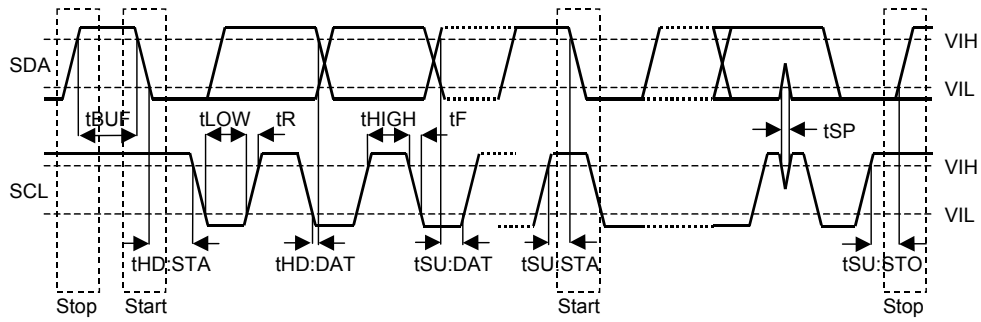 VIH
SDA
VIL
tBUF tLOW tR tHIGH tF
tSP
VIH
SCL
VIL
tHD:STA tHD:DAT tSU:DAT tSU:STA tSU:STO
Stop Start Start Stop